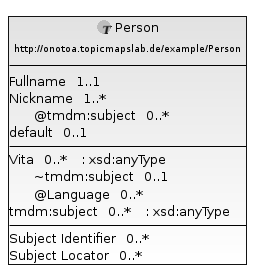 T Person
http://onotoa.topicmapslab.de/example/Person
Fullname 1..1
Nickname 1..*
@tmdm:subject 0..*
default 0..1
Vita 0..* : xsd:anyType
~tmdm:subject 0..1
@Language 0..*
tmdm:subject 0..* : xsd:anyType
Subject Identifier 0..*
Subject Locator 0..*